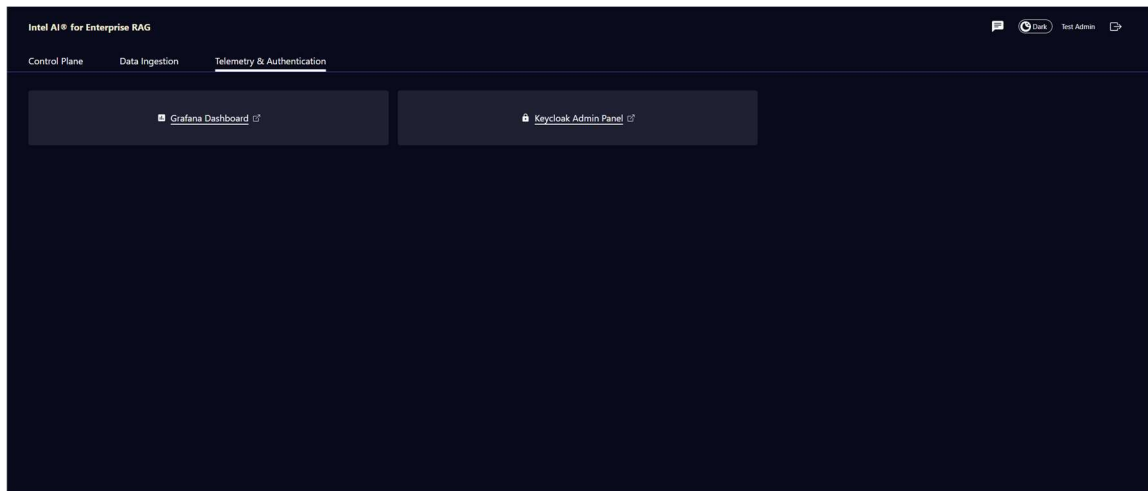 Intel AI® for Enterprise RAG
Dark Test Admin
Control Plane Data Ingestion Telemetry & Authentication
Grafana Dashboard Keycloak Admin Panel